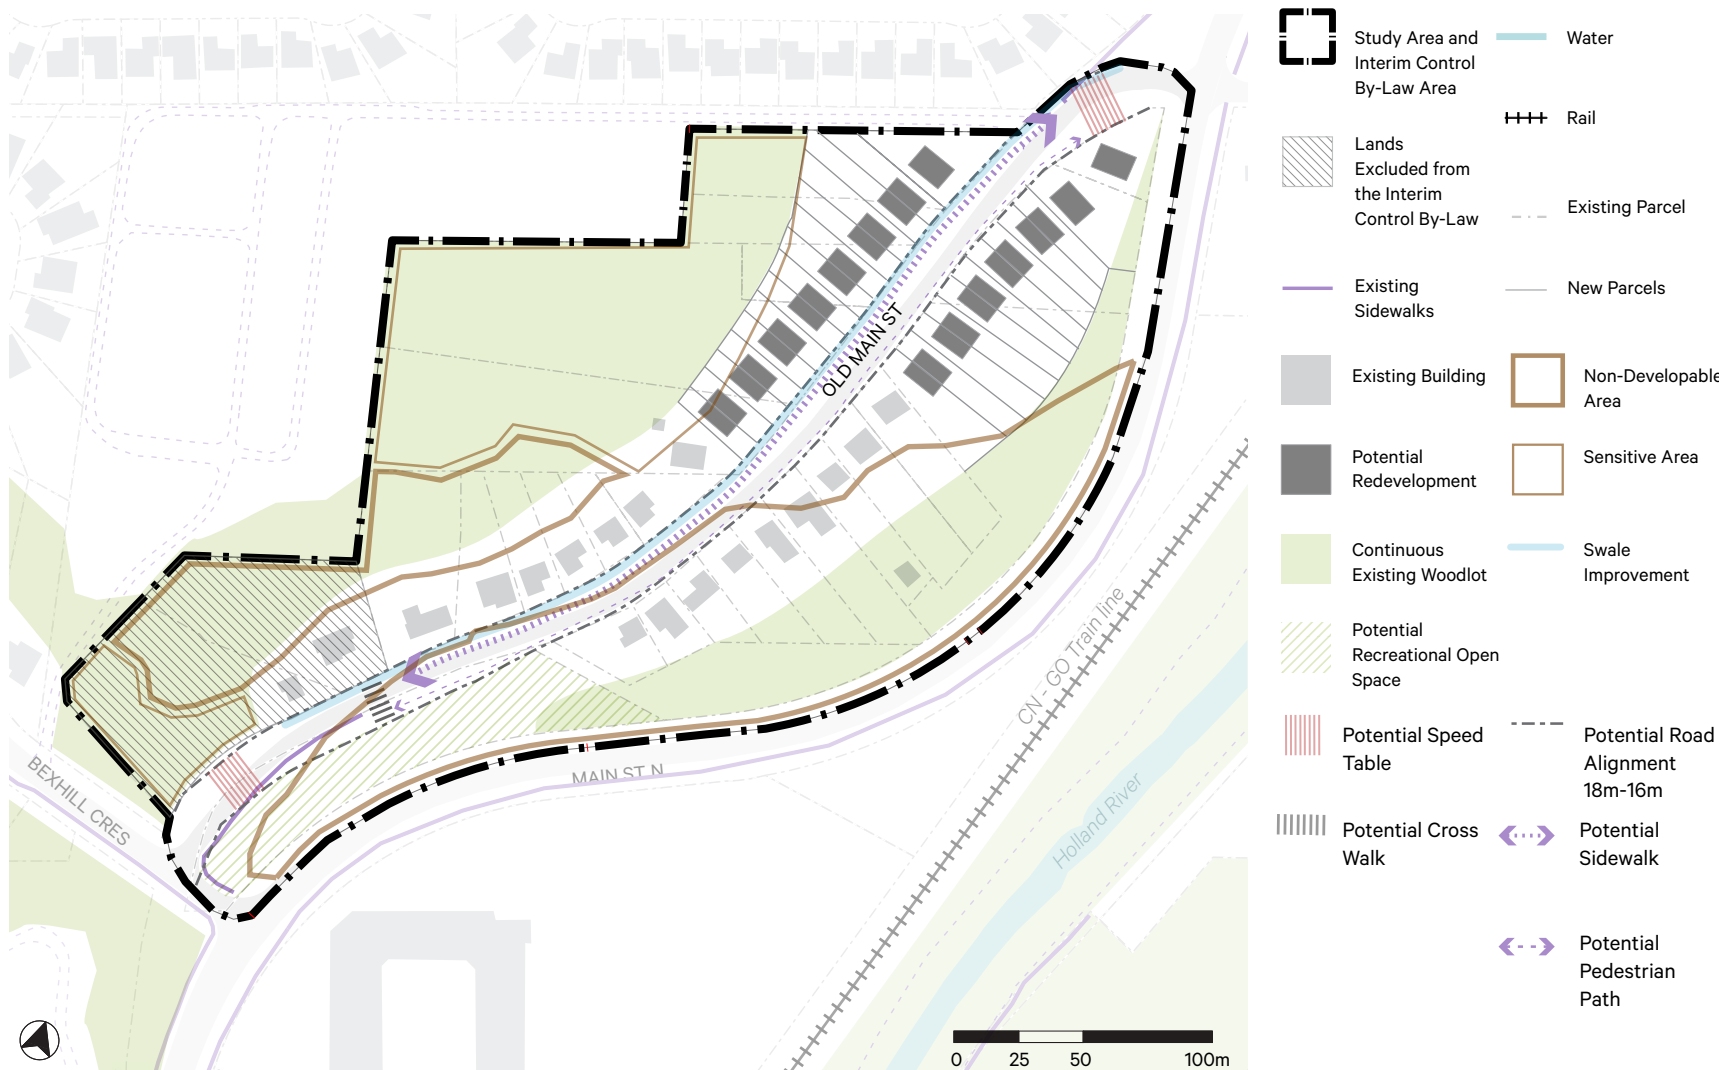 OLD MAIN ST
MAIN ST N
BEXHILL CRES
CN - GO Train line
Holland River
0 25 50 100m
Study Area and
Interim Control
By-Law Area
Water
Rail
Lands
Excluded from
the Interim
Control By-Law
Existing Parcel
Existing
Sidewalks
New Parcels
Existing Building
Non-Developable
Area
Potential
Redevelopment
Sensitive Area
Continuous
Existing Woodlot
Swale
Improvement
Potential
Recreational Open
Space
Potential Speed
Table
Potential Road
Alignment
18m-16m
Potential Cross
Walk
Potential
Sidewalk
Potential
Pedestrian
Path